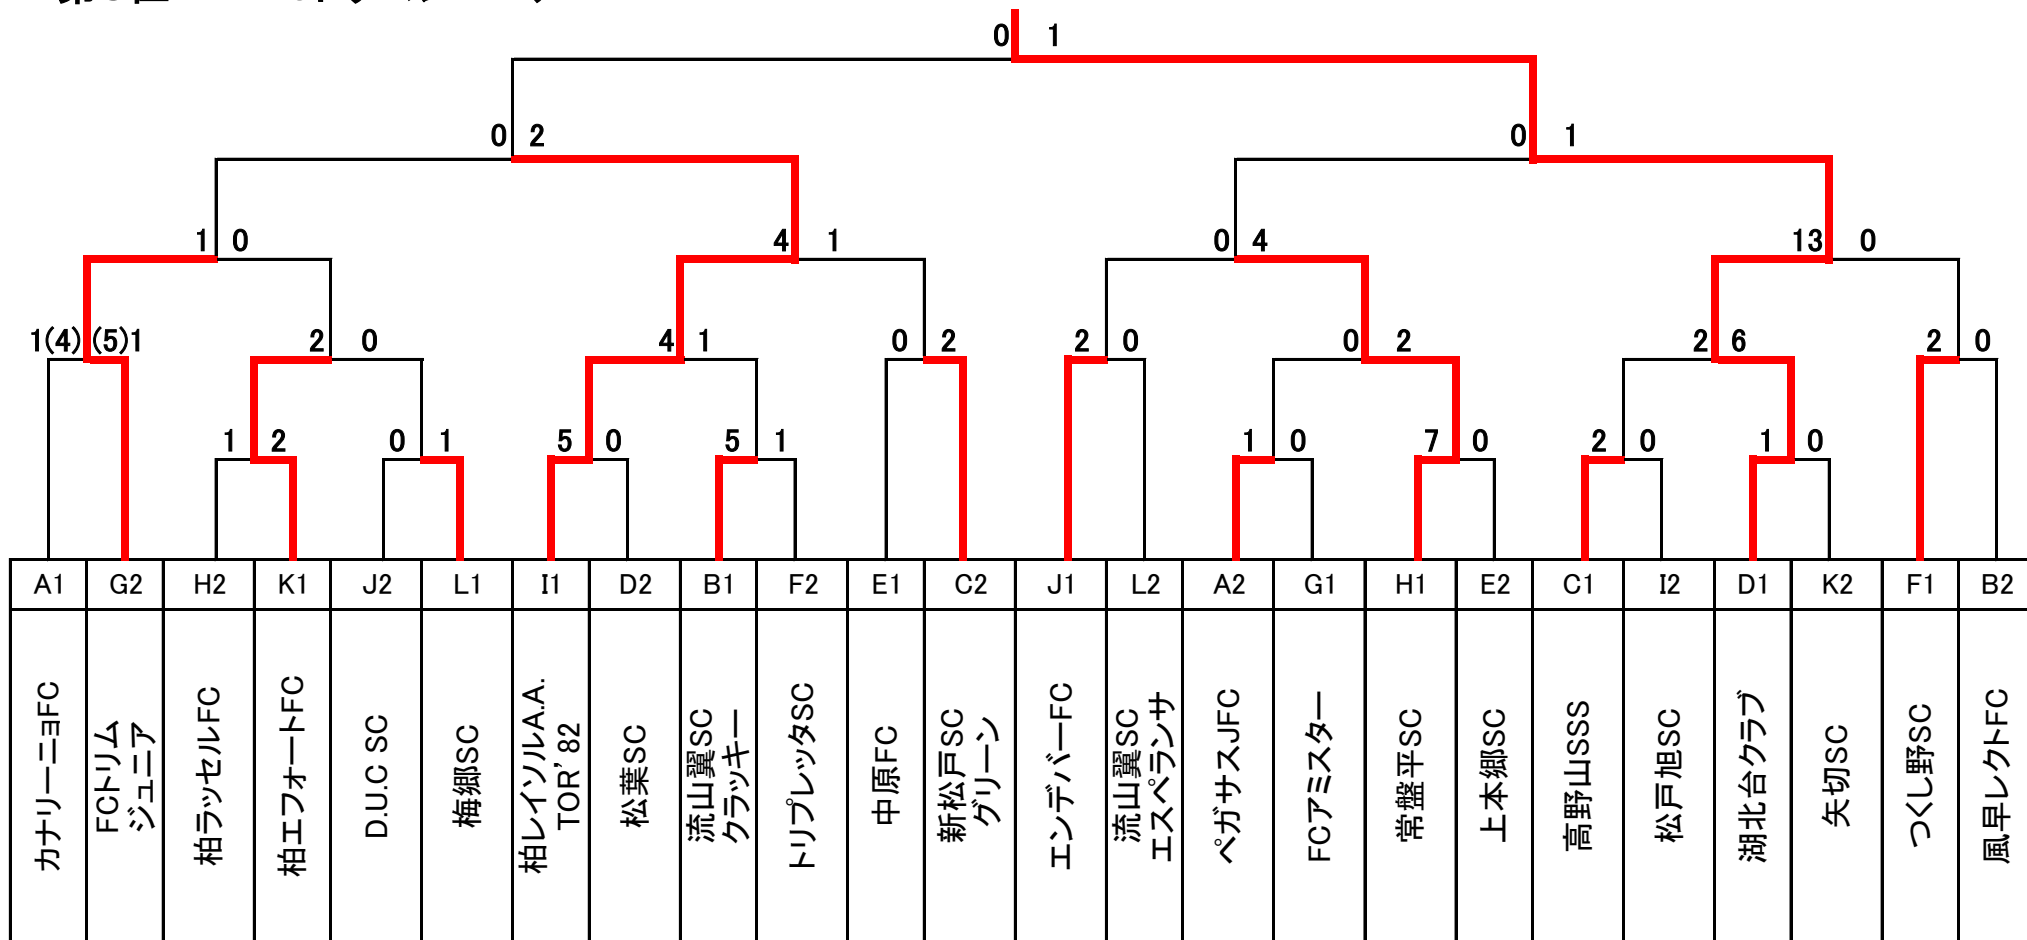 0 1
0 2
0 1
1 0
4 1
0 4
13 0
1(4) (5)1
2 0
4 1
0 2
2 0
0 2
2 6
2 0
1 2
0 1
5 0
5 1
1 0
7 0
2 0
1 0
A1 G2 H2 K1 J2 L1 I1 D2 B1 F2 E1 C2 J1 L2 A2 G1 H1 E2 C1 I2 D1 K2 F1 B2
カナリーニョFC
FCトリム
ジュニア
柏ラッセルFC
柏エフォートFC
D.U.C SC
梅郷SC
柏レイソルA.A.
TOR’82
松葉SC
流山翼SC
クラッキー
トリプレッタSC
中原FC
新松戸SC
グリーン
エンデバーFC
流山翼SC
エスペランサ
ペガサスJFC
FCアミスター
常盤平SC
上本郷SC
高野山SSS
松戸旭SC
湖北台クラブ
矢切SC
つくし野SC
風早レクトFC